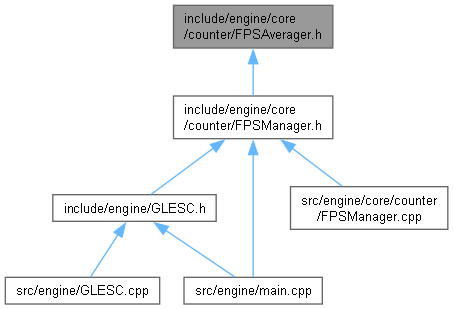 include/engine/core
/counter/FPSAverager.h
include/engine/core
/counter/FPSManager.h
include/engine/GLESC.h
src/engine/core/counter
/FPSManager.cpp
src/engine/GLESC.cpp
src/engine/main.cpp